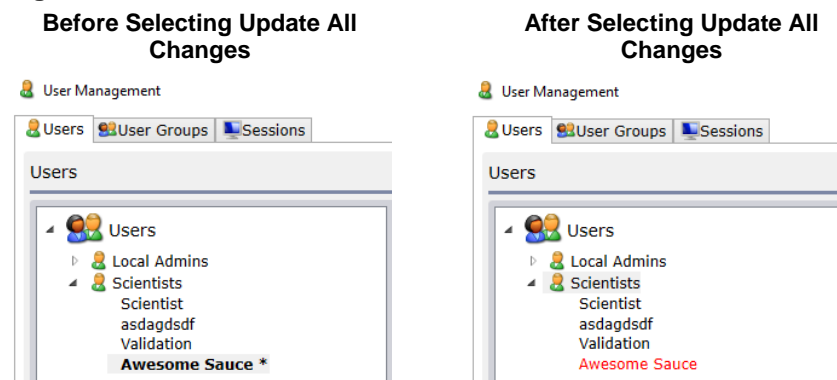 Before Selecting Update All
Changes
User Management
Users User Groups Sessions
Users
Users
Local Admins
Scientists
Scientist
asdagdsdf
Validation
Awesome Sauce *
After Selecting Update All
Changes
User Management
Users User Groups Sessions
Users
Users
Local Admins
Scientists
Scientist
asdagdsdf
Validation
Awesome Sauce